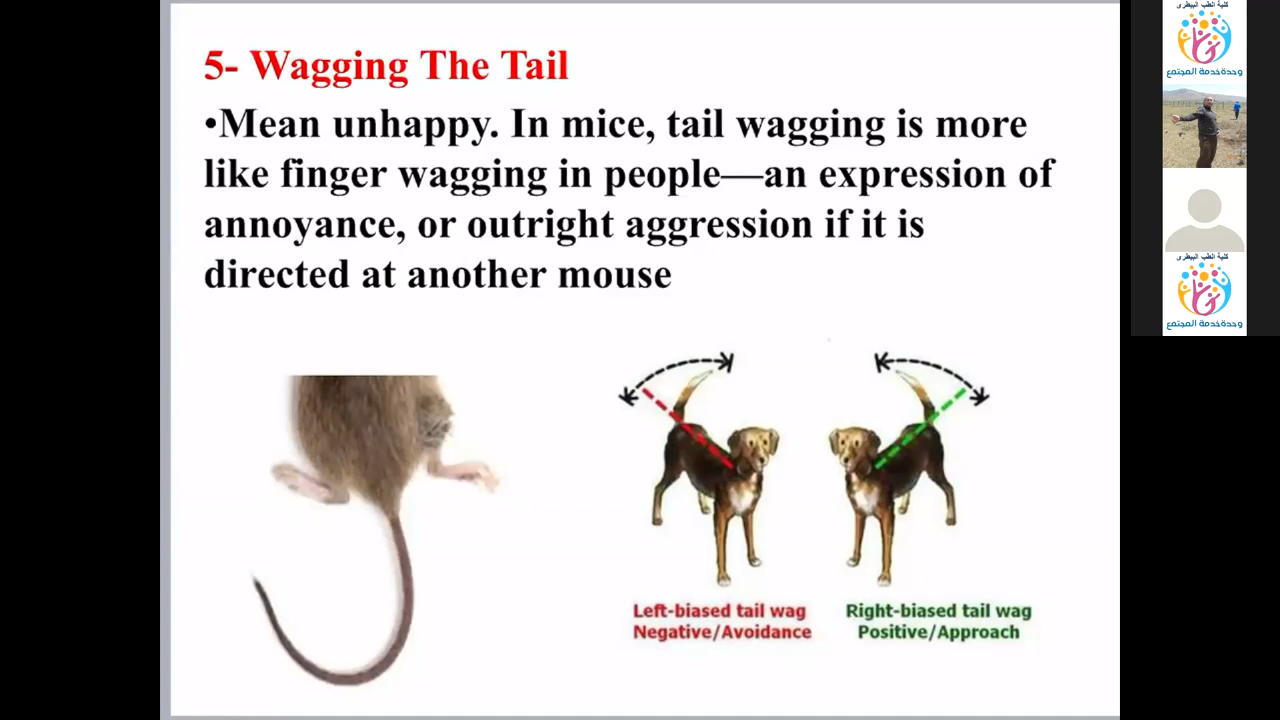 5- Wagging The Tail
•Mean unhappy. In mice, tail wagging is more
like finger wagging in people—an expression of
annoyance, or outright aggression if it is
directed at another mouse
Left-biased tail wag
Negative/Avoidance
Right-biased tail wag
Positive/Approach
كلية الطب البيطرى
وحدة خدمة المجتمع
كلية الطب البيطرى
وحدة خدمة المجتمع